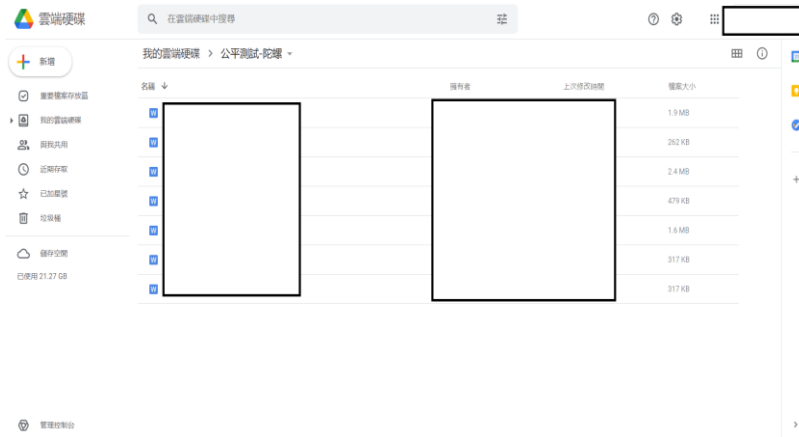 雲端硬碟
在雲端硬碟中搜尋
新增
我的雲端硬碟 > 公平測試-陀螺
重要檔案存放區
我的雲端硬碟
與我共用
近期存取
已加星號
垃圾桶
儲存空間
已使用 21.27 GB
管理控制台
名稱 ↓ 擁有者 上次修改時間 檔案大小
W 1.9 MB
W 262 KB
W 2.4 MB
W 479 KB
W 1.6 MB
W 317 KB
W 317 KB